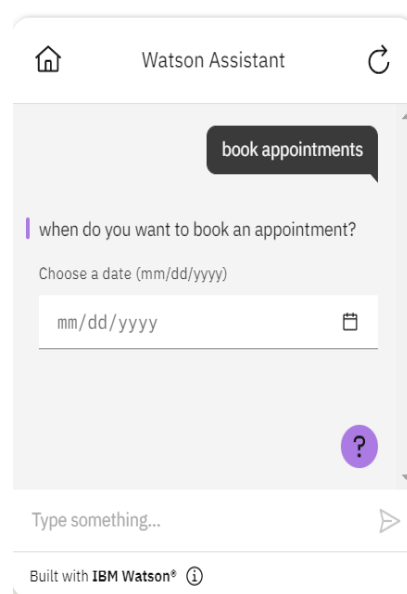 Watson Assistant
book appointments
when do you want to book an appointment?
Choose a date (mm/dd/yyyy)
mm/dd/yyyy
?
Type something...
Built with IBM Watson® i